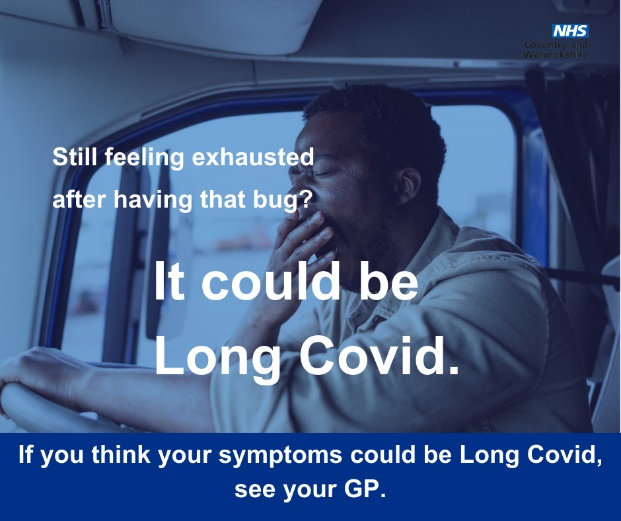 NHS
Coventry and
Warwickshire
Still feeling exhausted
after having that bug?
It could be
Long Covid.
If you think your symptoms could be Long Covid,
see your GP.